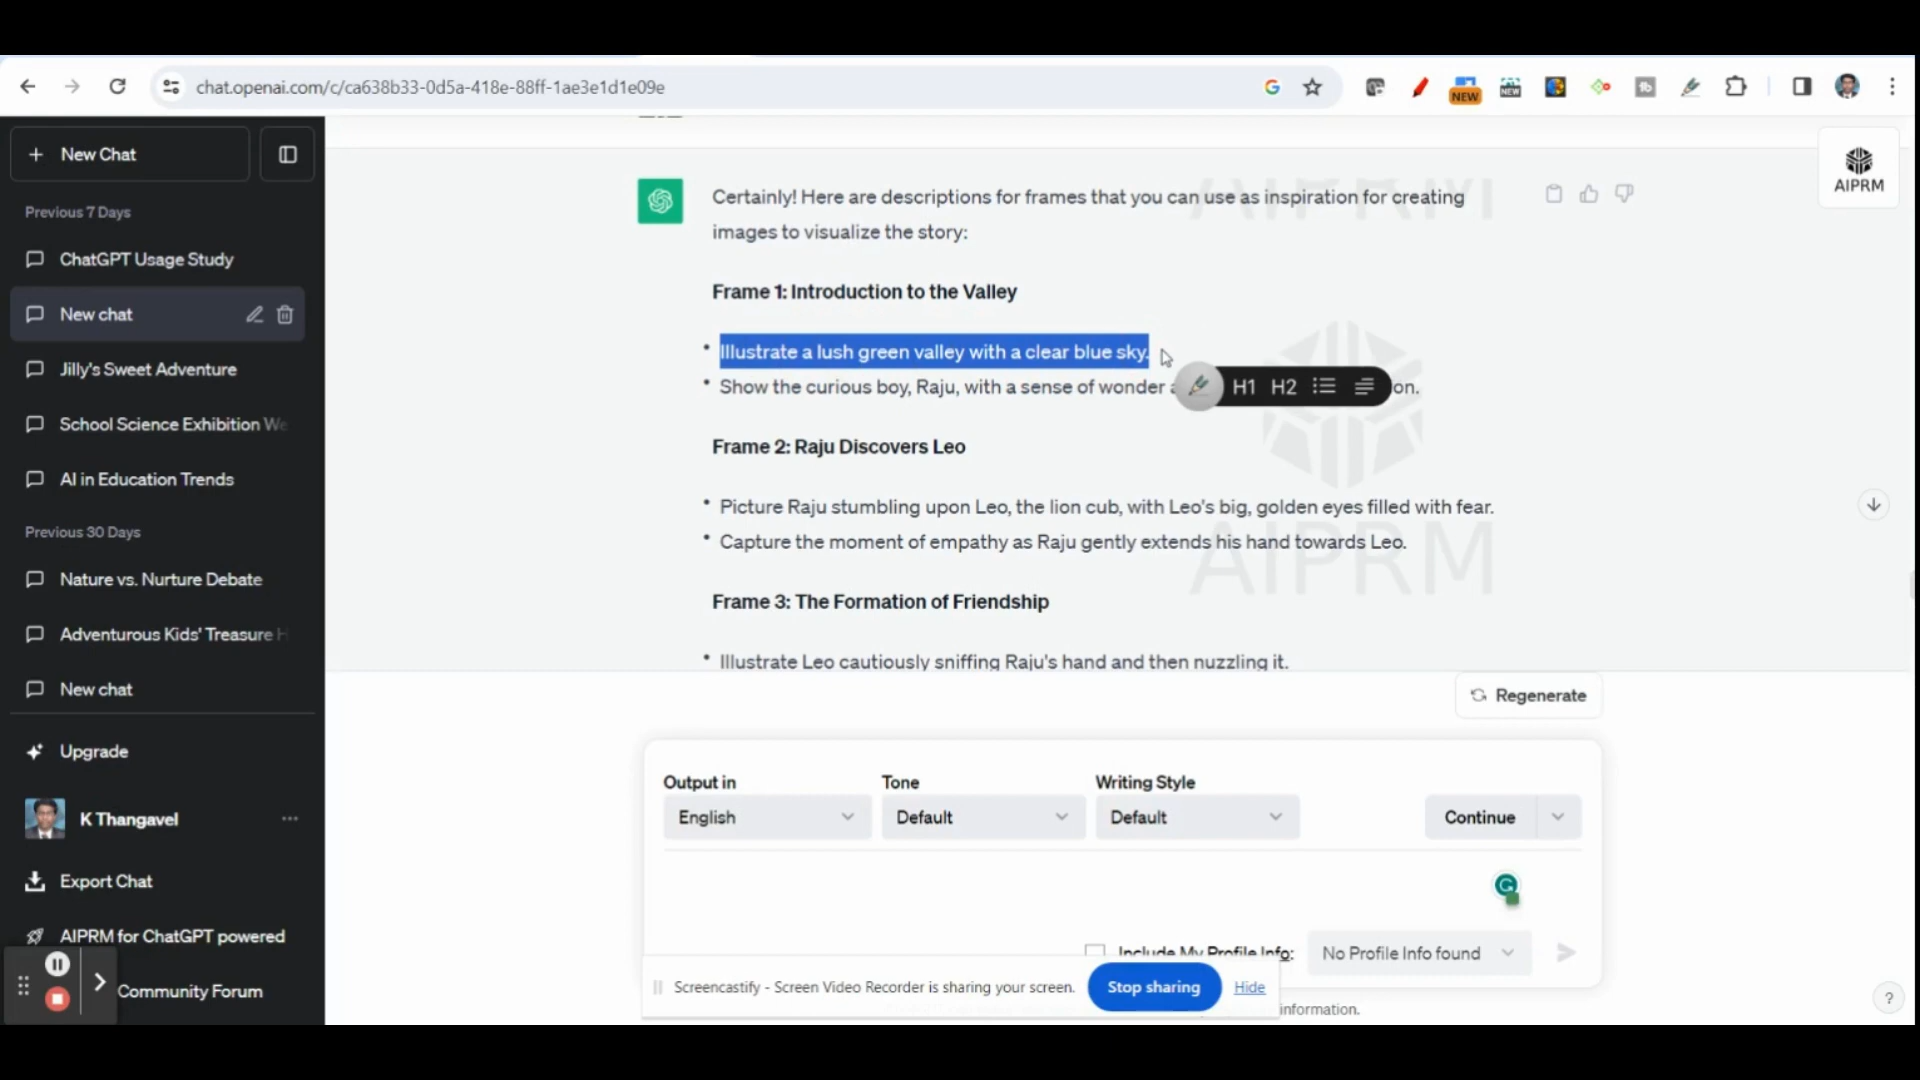 chat.openai.com/c/ca638b33-0d5a-418e-88ff-1ae3e1d1e09e
NEW
NEW
New Chat
AIPRM
Previous 7 Days
ChatGPT Usage Study
New chat
Jilly's Sweet Adventure
School Science Exhibition We
AI in Education Trends
Previous 30 Days
Nature vs. Nurture Debate
Adventurous Kids' Treasure H
New chat
Upgrade
K Thangavel
Export Chat
AIPRM for ChatGPT powered
Community Forum
Certainly! Here are descriptions for frames that you can use as inspiration for creating
images to visualize the story:
Frame 1: Introduction to the Valley
• Illustrate a lush green valley with a clear blue sky.
• Show the curious boy, Raju, with a sense of wonder a on.
H1 H2
Frame 2: Raju Discovers Leo
• Picture Raju stumbling upon Leo, the lion cub, with Leo's big, golden eyes filled with fear.
• Capture the moment of empathy as Raju gently extends his hand towards Leo.
AIPRM
Frame 3: The Formation of Friendship
• Illustrate Leo cautiously sniffing Raju's hand and then nuzzling it.
Regenerate
Output in Tone Writing Style
English Default Default Continue
Include My Profile Info: No Profile Info found
Screencastify - Screen Video Recorder is sharing your screen. Stop sharing Hide
information.
?